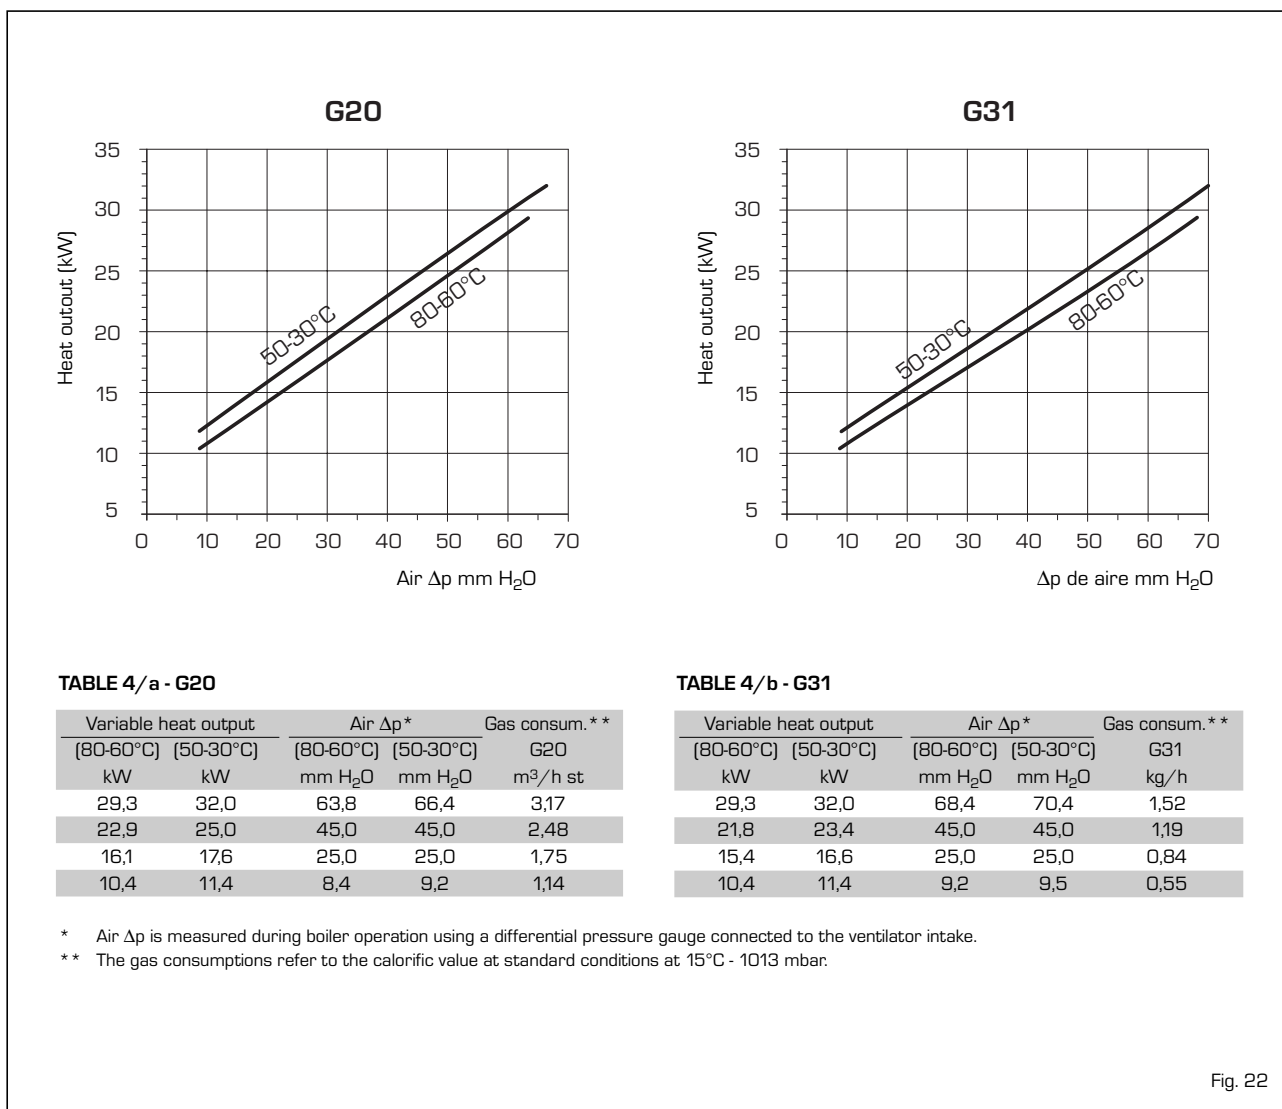 G20
35
30
25
20
15
10
5
Heat outout (kW)
50-30°C
80-60°C
0 10 20 30 40 50 60 70
Air Δp mm H₂O
G31
35
30
25
20
15
10
5
Heat outout (kW)
50-30°C
80-60°C
0 10 20 30 40 50 60 70
Δp de aire mm H₂O
TABLE 4/a - G20
Variable heat output Air Δp* Gas consum.**
(80-60°C) (50-30°C) (80-60°C) (50-30°C) G20
kW kW mm H₂O mm H₂O m³/h st
29,3 32,0 63,8 66,4 3,17
22,9 25,0 45,0 45,0 2,48
16,1 17,6 25,0 25,0 1,75
10,4 11,4 8,4 9,2 1,14
TABLE 4/b - G31
Variable heat output Air Δp* Gas consum.**
(80-60°C) (50-30°C) (80-60°C) (50-30°C) G31
kW kW mm H₂O mm H₂O kg/h
29,3 32,0 68,4 70,4 1,52
21,8 23,4 45,0 45,0 1,19
15,4 16,6 25,0 25,0 0,84
10,4 11,4 9,2 9,5 0,55
* Air Δp is measured during boiler operation using a differential pressure gauge connected to the ventilator intake.
** The gas consumptions refer to the calorific value at standard conditions at 15°C - 1013 mbar.
Fig. 22